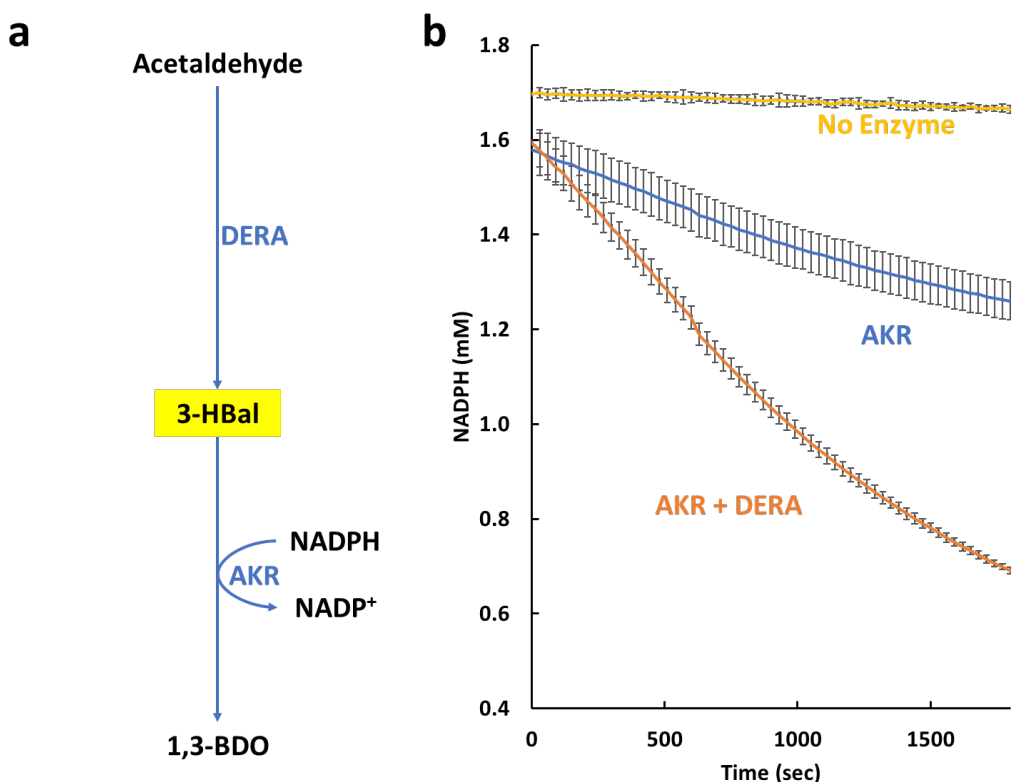 a
Acetaldehyde
DERA
3-HBal
NADPH
AKR
NADP⁺
1,3-BDO
b
1.8
1.6
1.4
1.2
1.0
0.8
0.6
0.4
NADPH (mM)
No Enzyme
AKR
AKR + DERA
0 500 1000 1500
Time (sec)